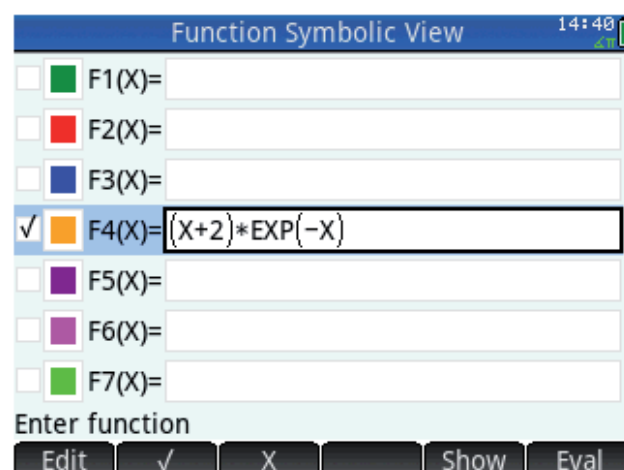 Function Symbolic View 14:40
∡π
F1(X)=
F2(X)=
F3(X)=
√ F4(X)= (X+2)*EXP(−X)
F5(X)=
F6(X)=
F7(X)=
Enter function
Edit √ X Show Eval